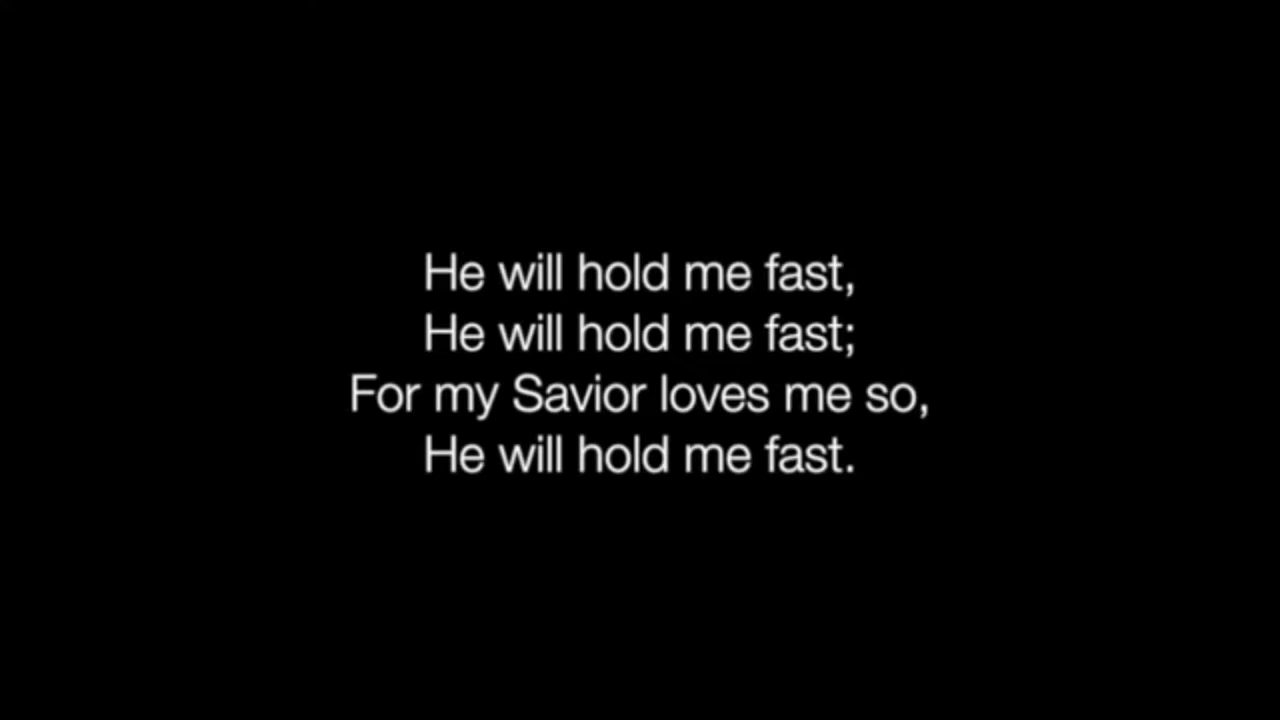 He will hold me fast,
He will hold me fast;
For my Savior loves me so,
He will hold me fast.